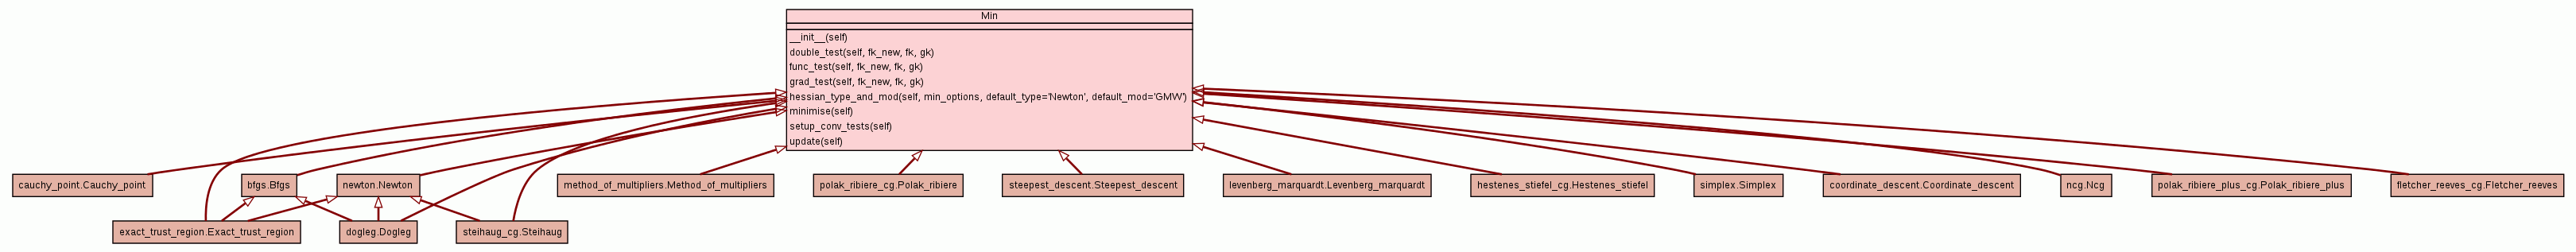 Min
__init__(self)
double_test(self, fk_new, fk, gk)
func_test(self, fk_new, fk, gk)
grad_test(self, fk_new, fk, gk)
hessian_type_and_mod(self, min_options, default_type='Newton', default_mod='GMW')
minimise(self)
setup_conv_tests(self)
update(self)
cauchy_point.Cauchy_point
bfgs.Bfgs
newton.Newton
method_of_multipliers.Method_of_multipliers
polak_ribiere_cg.Polak_ribiere
steepest_descent.Steepest_descent
levenberg_marquardt.Levenberg_marquardt
hestenes_stiefel_cg.Hestenes_stiefel
simplex.Simplex
coordinate_descent.Coordinate_descent
ncg.Ncg
polak_ribiere_plus_cg.Polak_ribiere_plus
fletcher_reeves_cg.Fletcher_reeves
exact_trust_region.Exact_trust_region
dogleg.Dogleg
steihaug_cg.Steihaug